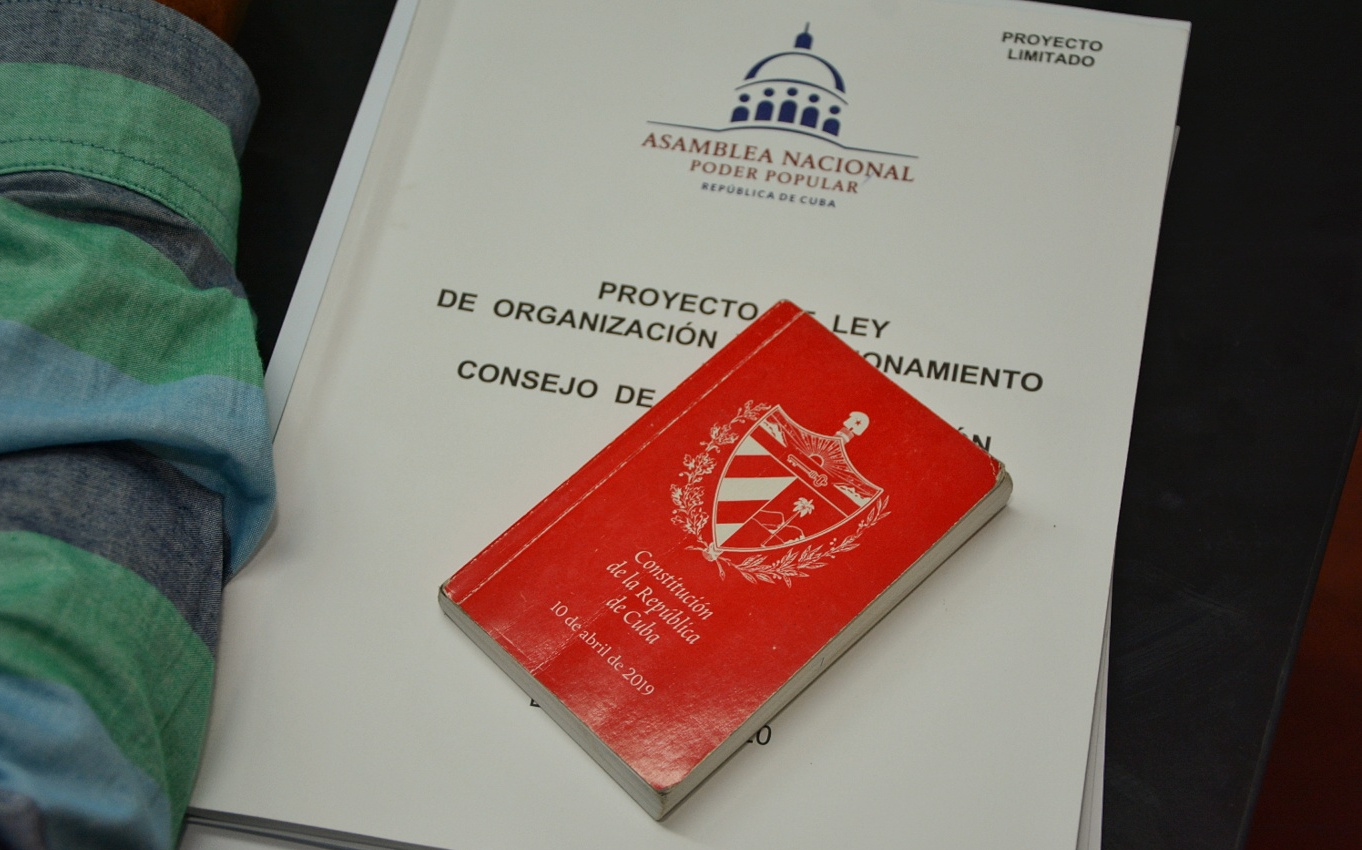 PROYECTO
LIMITADO
ASAMBLEA NACIONAL
PODER POPULAR
REPÚBLICA DE CUBA
PROYECTO LEY
DE ORGANIZACIÓN
CONSEJO DE
Constitución
de la República
de Cuba
10 de abril de 2019